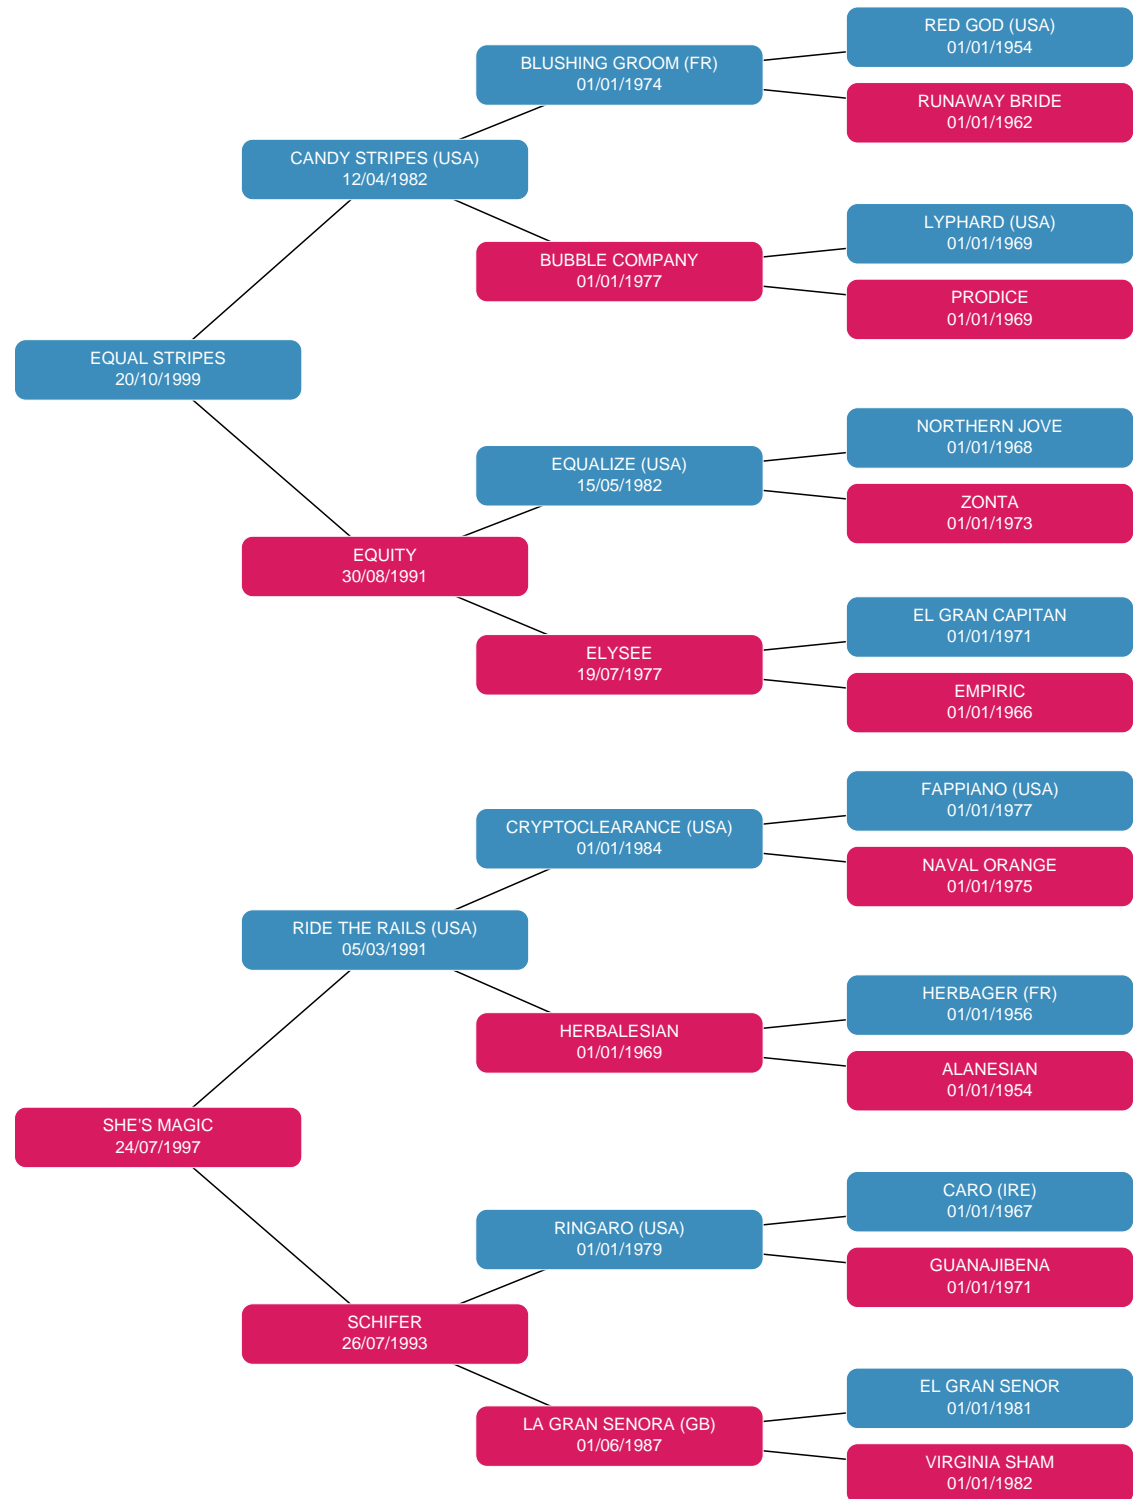 RED GOD (USA)
01/01/1954
BLUSHING GROOM (FR)
01/01/1974
RUNAWAY BRIDE
01/01/1962
CANDY STRIPES (USA)
12/04/1982
LYPHARD (USA)
01/01/1969
BUBBLE COMPANY
01/01/1977
PRODICE
01/01/1969
EQUAL STRIPES
20/10/1999
NORTHERN JOVE
01/01/1968
EQUALIZE (USA)
15/05/1982
ZONTA
01/01/1973
EQUITY
30/08/1991
EL GRAN CAPITAN
01/01/1971
ELYSEE
19/07/1977
EMPIRIC
01/01/1966
FAPPIANO (USA)
01/01/1977
CRYPTOCLEARANCE (USA)
01/01/1984
NAVAL ORANGE
01/01/1975
RIDE THE RAILS (USA)
05/03/1991
HERBAGER (FR)
01/01/1956
HERBALESIAN
01/01/1969
ALANESIAN
01/01/1954
SHE'S MAGIC
24/07/1997
CARO (IRE)
01/01/1967
RINGARO (USA)
01/01/1979
GUANAJIBENA
01/01/1971
SCHIFER
26/07/1993
EL GRAN SENOR
01/01/1981
LA GRAN SENORA (GB)
01/06/1987
VIRGINIA SHAM
01/01/1982